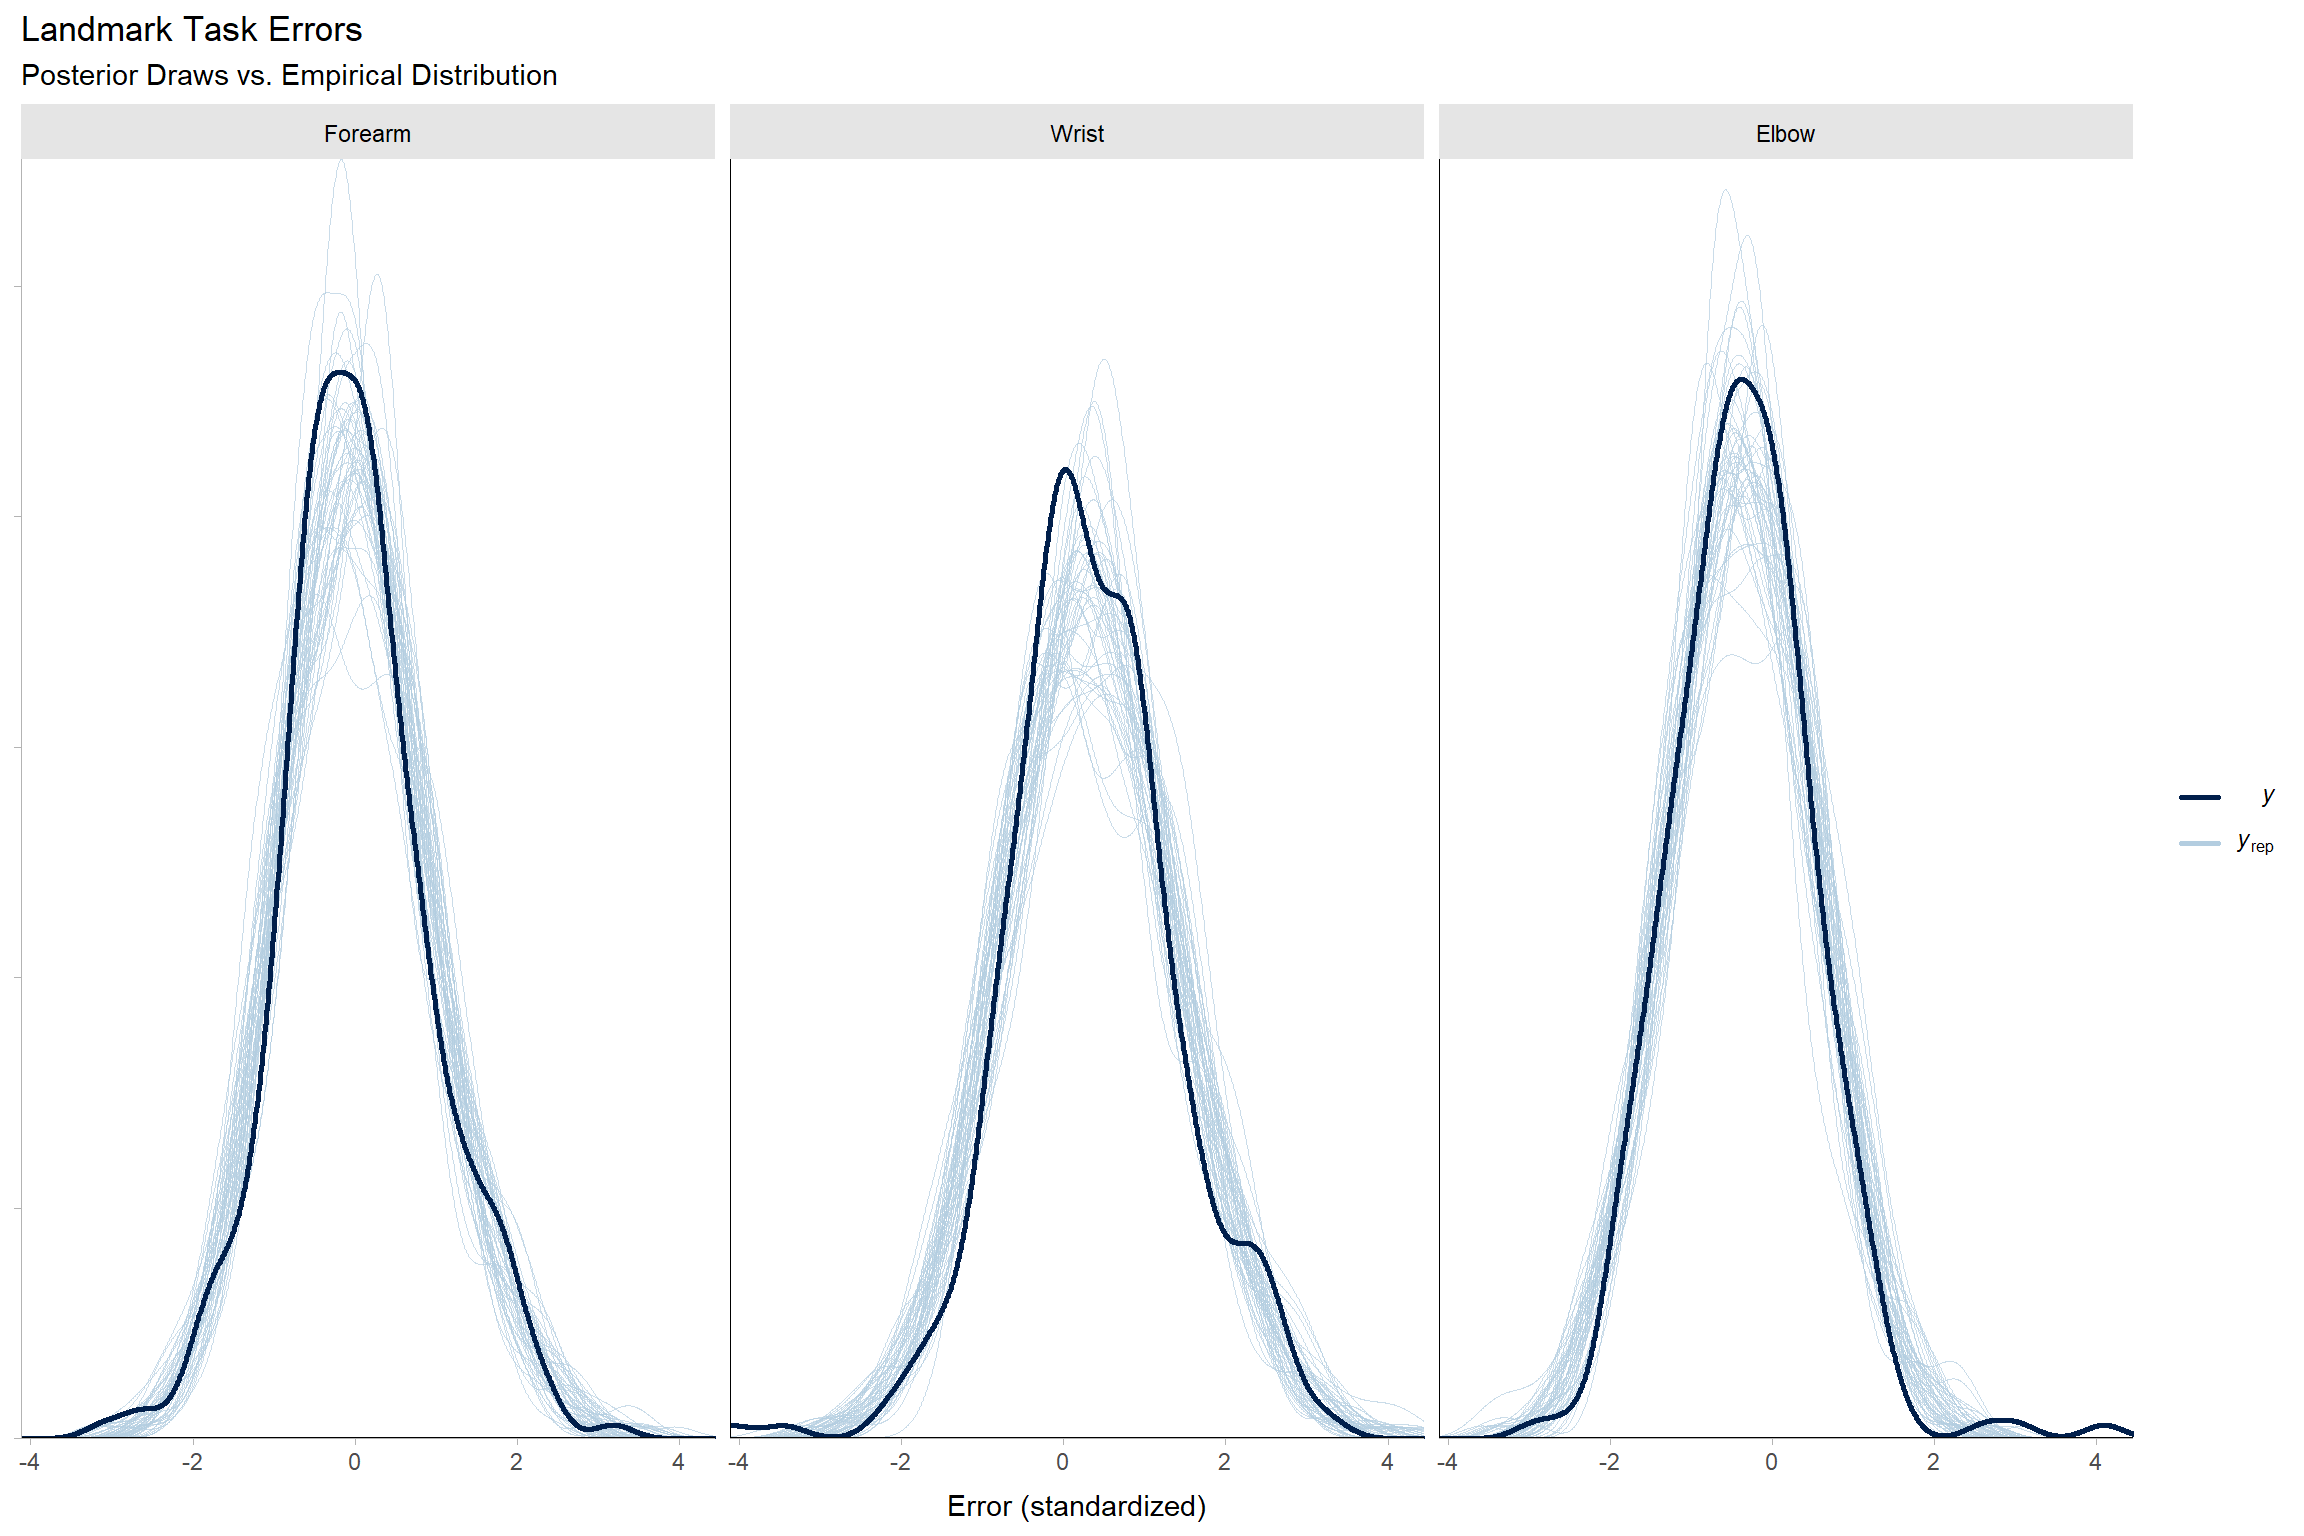 Landmark Task Errors
Posterior Draws vs. Empirical Distribution
Forearm Wrist Elbow
y
yrep
-4 -2 0 2 4 -4 -2 0 2 4 -4 -2 0 2 4
Error (standardized)